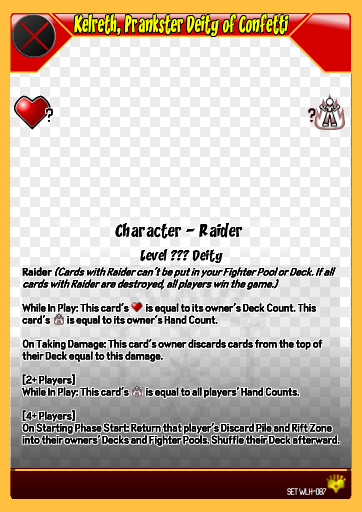 Kelreth, Prankster Deity of Confetti
?
?
Character - Raider
Level ??? Deity
Raider (Cards with Raider can't be put in your Fighter Pool or Deck. If all
cards with Raider are destroyed, all players win the game.)
While In Play: This card's is equal to its owner's Deck Count. This
card's is equal to its owner's Hand Count.
On Taking Damage: This card's owner discards cards from the top of
their Deck equal to this damage.
[2+ Players]
While In Play: This card's is equal to all players' Hand Counts.
[4+ Players]
On Starting Phase Start: Return that player's Discard Pile and Rift Zone
into their owners' Decks and Fighter Pools. Shuffle their Deck afterward.
SET WLH-087